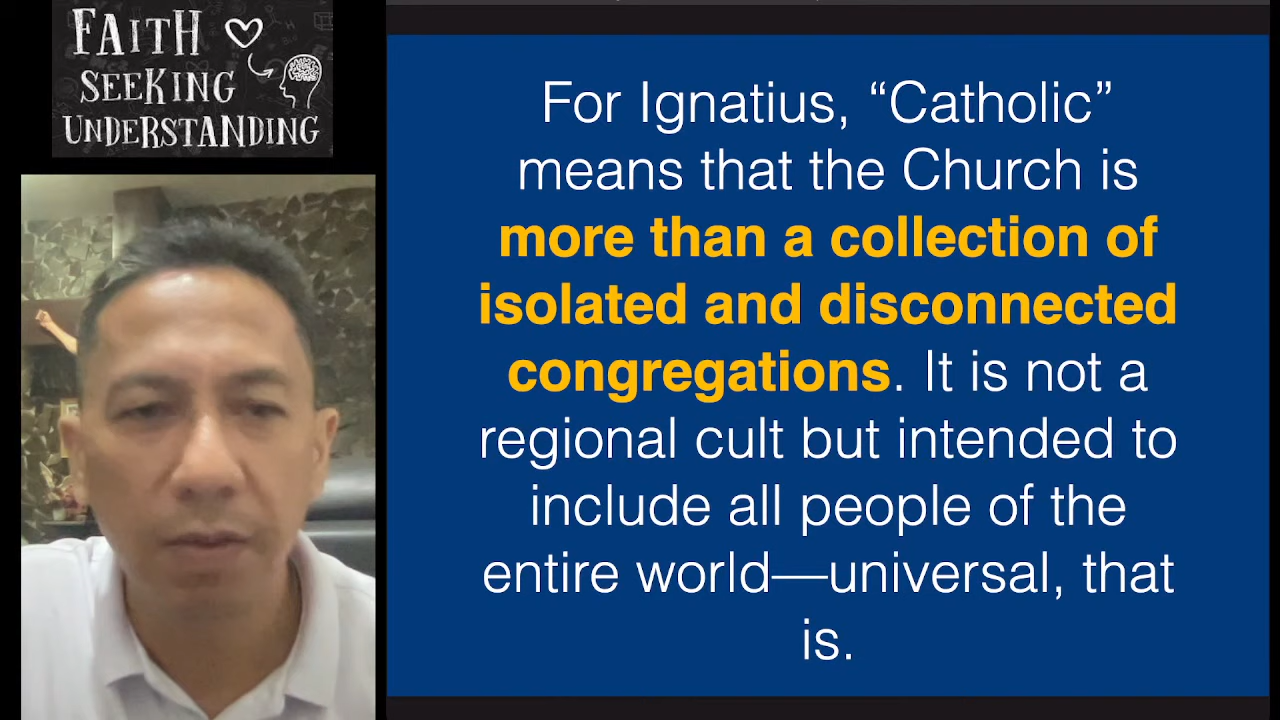 FAITH
SEEKING
UNDERSTANDING
For Ignatius, “Catholic”
means that the Church is
more than a collection of
isolated and disconnected
congregations. It is not a
regional cult but intended to
include all people of the
entire world—universal, that
is.